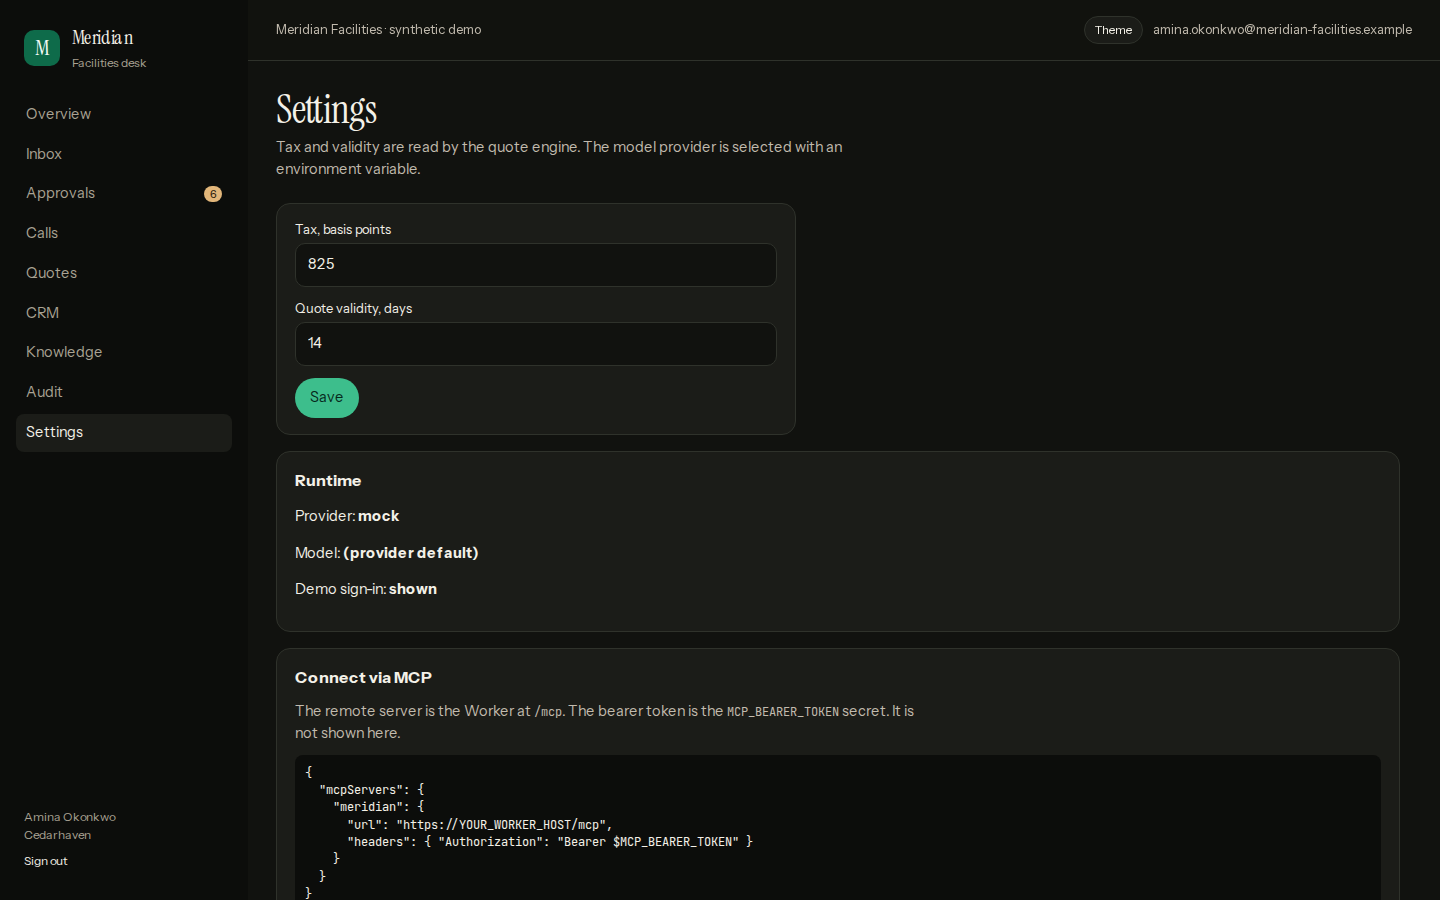 M
Meridian
Facilities desk
Overview
Inbox
Approvals 6
Calls
Quotes
CRM
Knowledge
Audit
Settings
Amina Okonkwo
Cedarhaven
Sign out
Meridian Facilities · synthetic demo
Theme
amina.okonkwo@meridian-facilities.example
Settings
Tax and validity are read by the quote engine. The model provider is selected with an
environment variable.
Tax, basis points
825
Quote validity, days
14
Save
Runtime
Provider: mock
Model: (provider default)
Demo sign-in: shown
Connect via MCP
The remote server is the Worker at /mcp. The bearer token is the MCP_BEARER_TOKEN secret. It is
not shown here.
{
  "mcpServers": {
    "meridian": {
      "url": "https://YOUR_WORKER_HOST/mcp",
      "headers": { "Authorization": "Bearer $MCP_BEARER_TOKEN" }
    }
  }
}